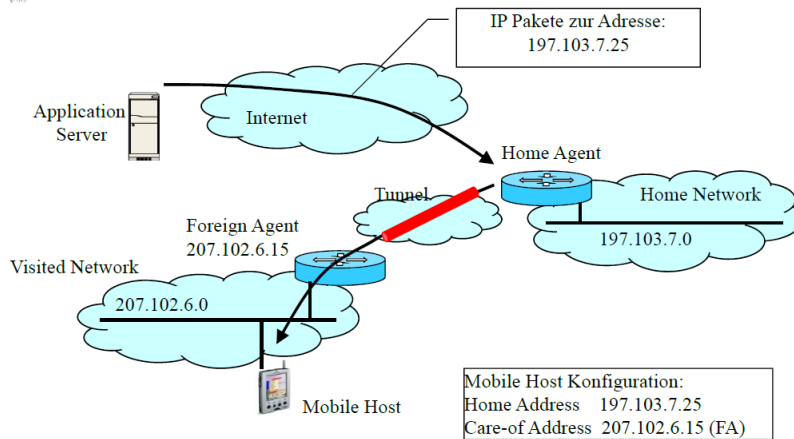 IP Pakete zur Adresse:
197.103.7.25
Application
Server
Internet
Home Agent
Tunnel
Home Network
197.103.7.0
Foreign Agent
207.102.6.15
Visited Network
207.102.6.0
Mobile Host
Mobile Host Konfiguration:
Home Address 197.103.7.25
Care-of Address 207.102.6.15 (FA)